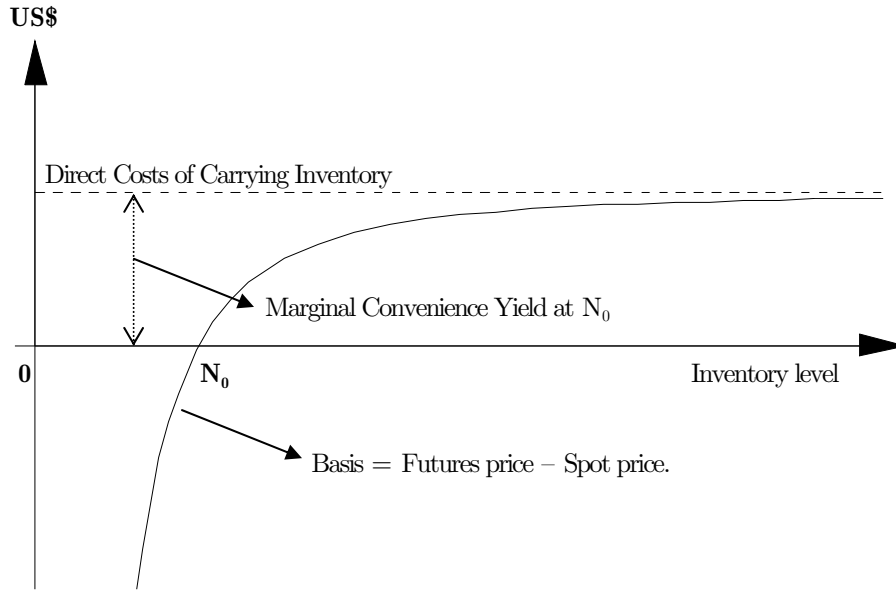 US$
Direct Costs of Carrying Inventory
Marginal Convenience Yield at N₀
0
N₀
Inventory level
Basis = Futures price – Spot price.